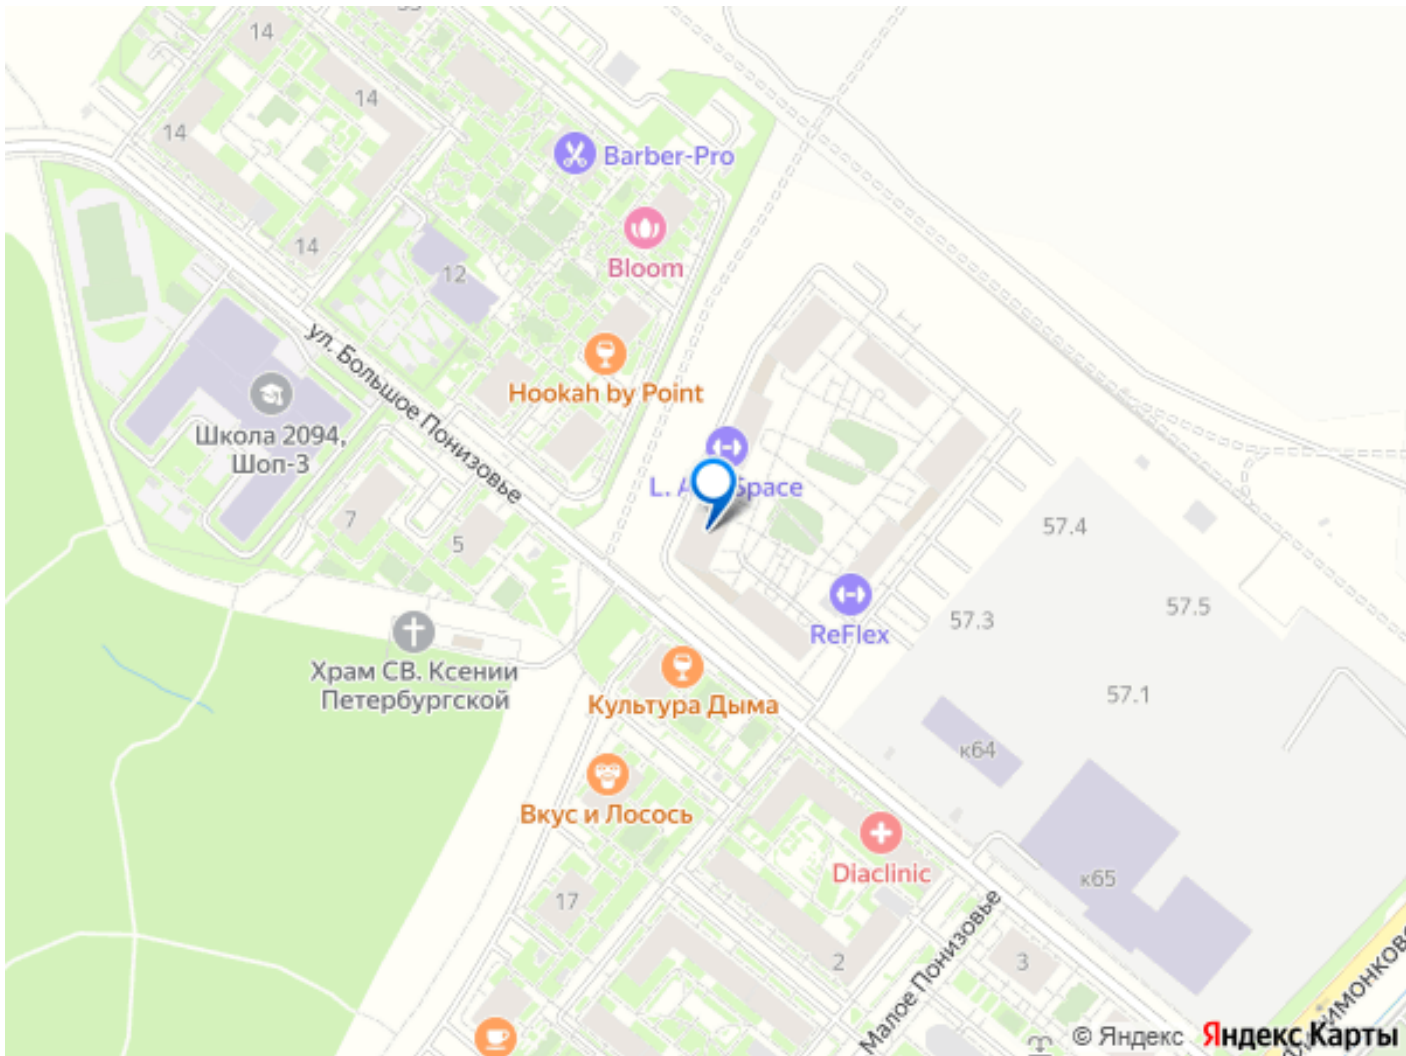 14
14
14
Barber-Pro
14
Bloom
12
ул. Большое Понизовье
Hookah by Point
Школа 2094,
Шоп-3
Space
7
5
57.4
57.5
57.3
ReFlex
Храм СВ. Ксении
Петербургской
57.1
Культура Дыма
к64
Вкус и Лосось
Diaclinic
к65
17
2
3
Малое Понизовье
© Яндекс Яндекс Карты